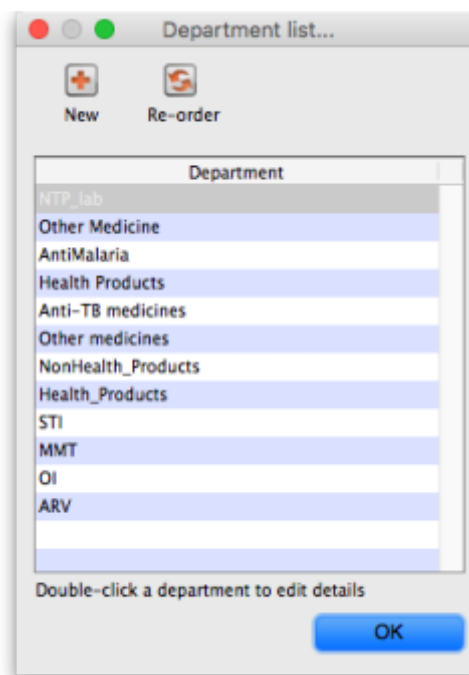 Department list...
New Re-order
Department
NTP_lab
Other Medicine
AntiMalaria
Health Products
Anti-TB medicines
Other medicines
NonHealth_Products
Health_Products
STI
MMT
OI
ARV
Double-click a department to edit details
OK